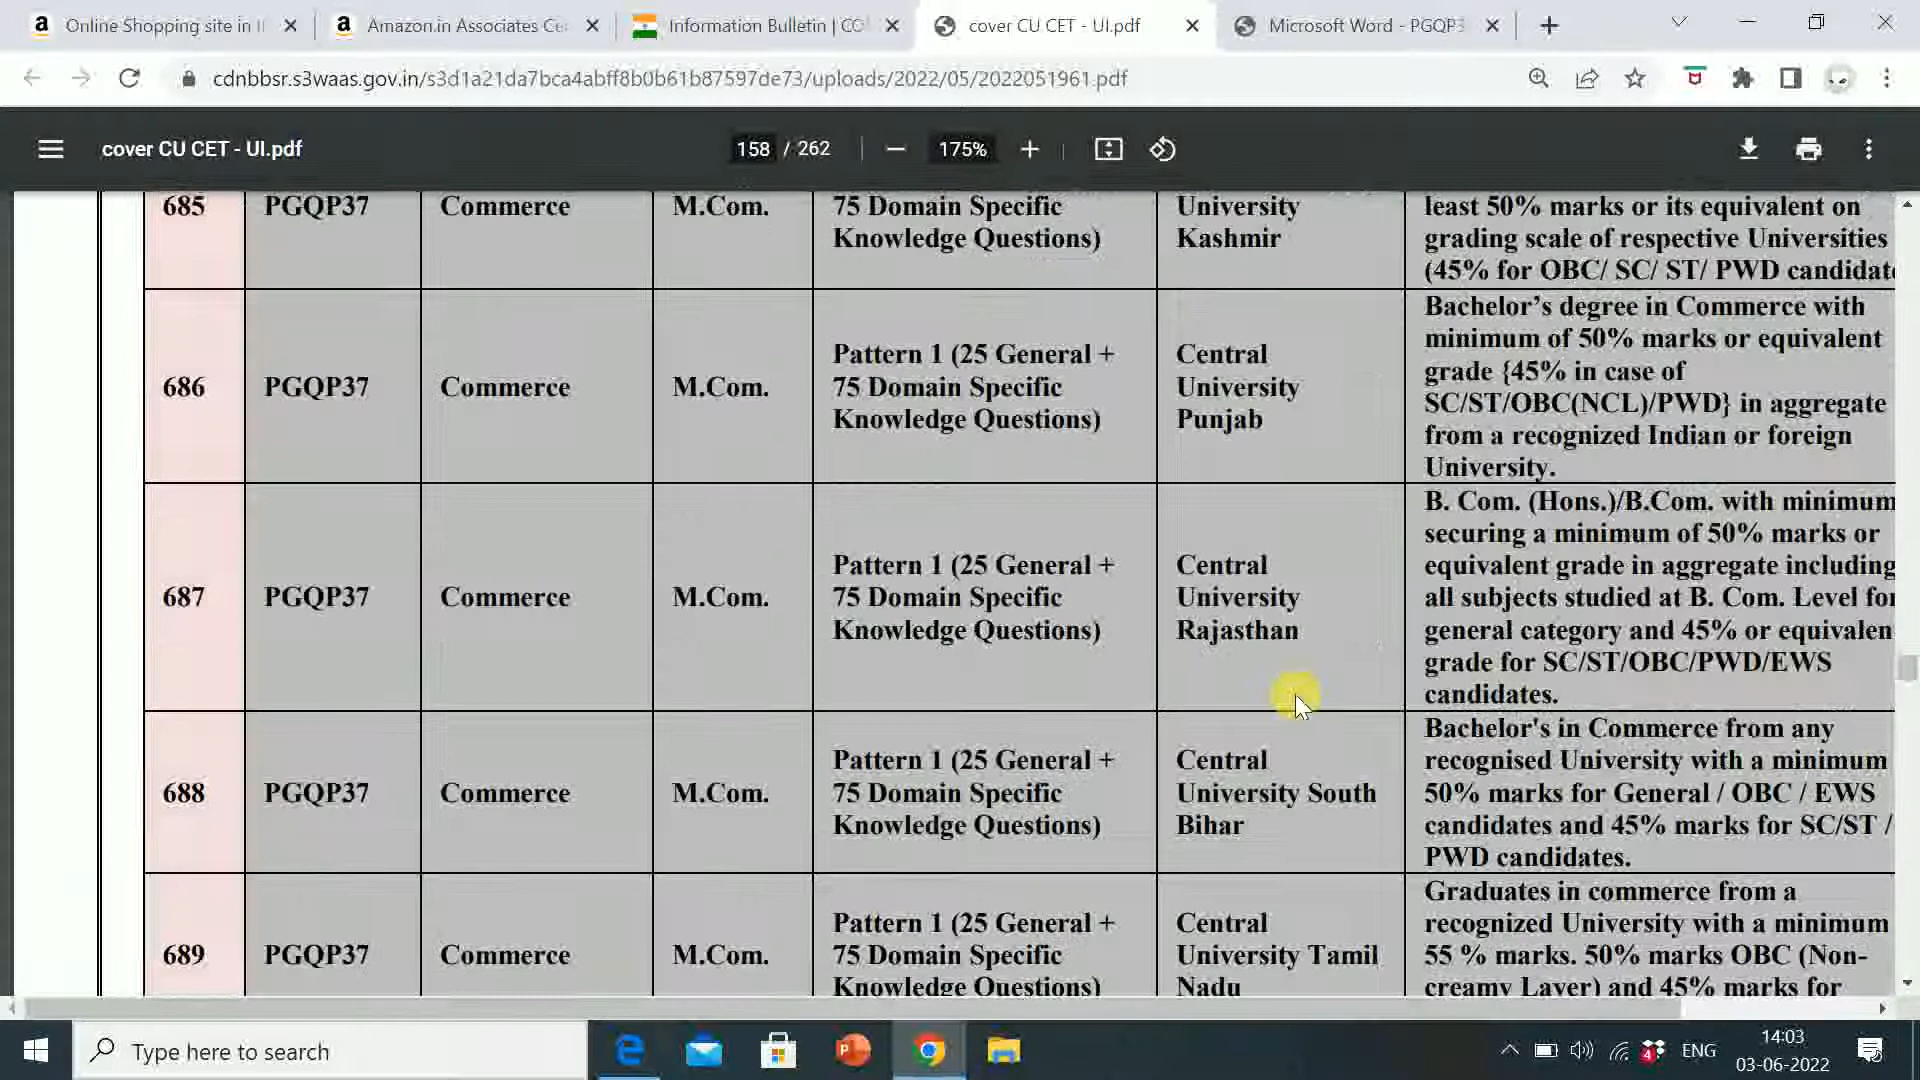 Online Shopping site in I
Amazon.in Associates Ce
Information Bulletin | CO
cover CU CET - UI.pdf
Microsoft Word - PGQP3
cdnbbsr.s3waas.gov.in/s3d1a21da7bca4abff8b0b61b87597de73/uploads/2022/05/2022051961.pdf
cover CU CET - UI.pdf
158 / 262
175%
685
PGQP37
Commerce
M.Com.
75 Domain Specific
Knowledge Questions)
University
Kashmir
least 50% marks or its equivalent on
grading scale of respective Universities
(45% for OBC/ SC/ ST/ PWD candidat
686
PGQP37
Commerce
M.Com.
Pattern 1 (25 General +
75 Domain Specific
Knowledge Questions)
Central
University
Punjab
Bachelor’s degree in Commerce with
minimum of 50% marks or equivalent
grade {45% in case of
SC/ST/OBC(NCL)/PWD} in aggregate
from a recognized Indian or foreign
University.
687
PGQP37
Commerce
M.Com.
Pattern 1 (25 General +
75 Domain Specific
Knowledge Questions)
Central
University
Rajasthan
B. Com. (Hons.)/B.Com. with minimum
securing a minimum of 50% marks or
equivalent grade in aggregate including
all subjects studied at B. Com. Level for
general category and 45% or equivalen
grade for SC/ST/OBC/PWD/EWS
candidates.
688
PGQP37
Commerce
M.Com.
Pattern 1 (25 General +
75 Domain Specific
Knowledge Questions)
Central
University South
Bihar
Bachelor's in Commerce from any
recognised University with a minimum
50% marks for General / OBC / EWS
candidates and 45% marks for SC/ST /
PWD candidates.
689
PGQP37
Commerce
M.Com.
Pattern 1 (25 General +
75 Domain Specific
Knowledge Questions)
Central
University Tamil
Nadu
Graduates in commerce from a
recognized University with a minimum
55 % marks. 50% marks OBC (Non-
creamy Layer) and 45% marks for
Type here to search
4
ENG
14:03
03-06-2022